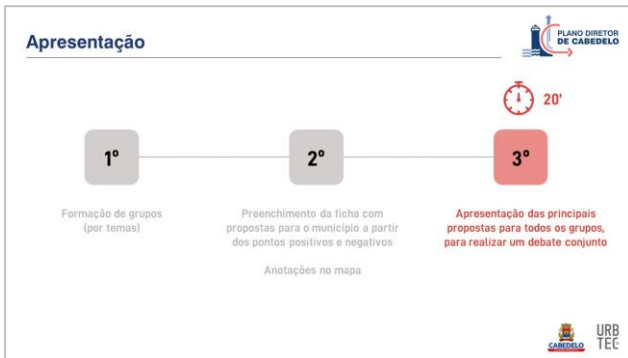 Apresentação
PLANO DIRETOR
DE CABEDELO
20'
1º
2º
3º
Formação de grupos
(por temas)
Preenchimento da ficha com
propostas para o município a partir
dos pontos positivos e negativos
Anotações no mapa
Apresentação das principais
propostas para todos os grupos,
para realizar um debate conjunto
CABEDELO
URB
TEC